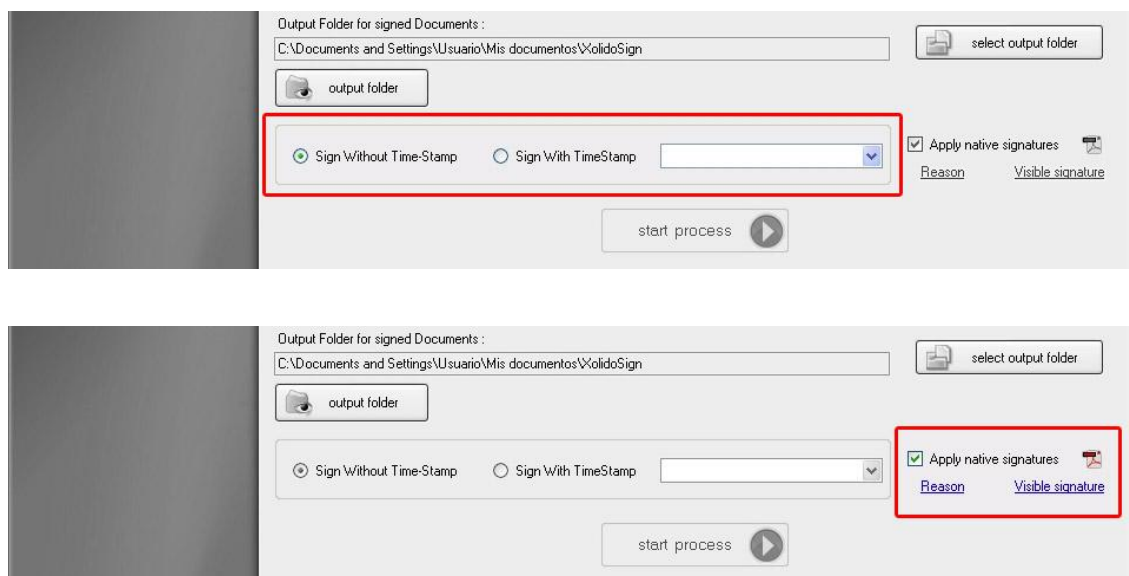 Output Folder for signed Documents :
C:\Documents and Settings\Usuario\Mis documentos\XolidoSign
select output folder
output folder
Sign Without Time-Stamp Sign With TimeStamp
Apply native signatures
Reason Visible signature
start process
Output Folder for signed Documents :
C:\Documents and Settings\Usuario\Mis documentos\XolidoSign
select output folder
output folder
Sign Without Time-Stamp Sign With TimeStamp
Apply native signatures
Reason Visible signature
start process